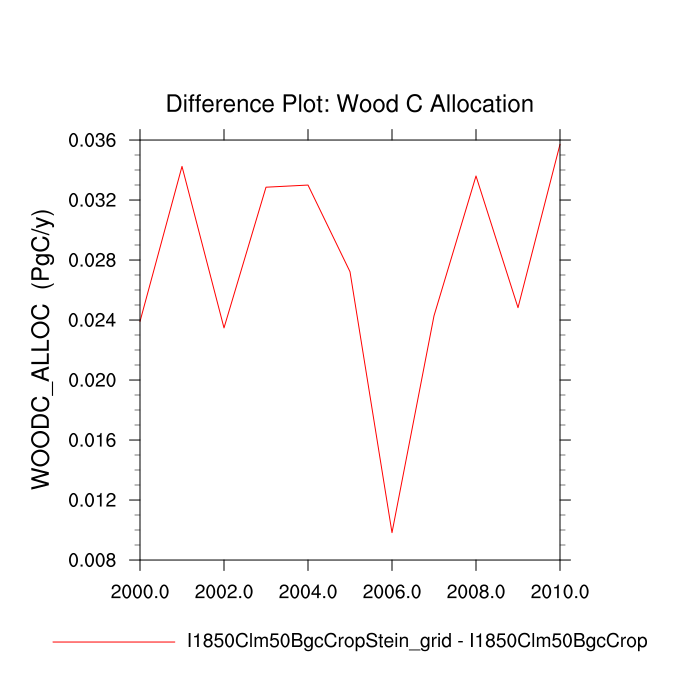 Difference Plot: Wood C Allocation
WOODC_ALLOC (PgC/y)
0.036
0.032
0.028
0.024
0.020
0.016
0.012
0.008
2000.0 2002.0 2004.0 2006.0 2008.0 2010.0
I1850Clm50BgcCropStein_grid - I1850Clm50BgcCrop